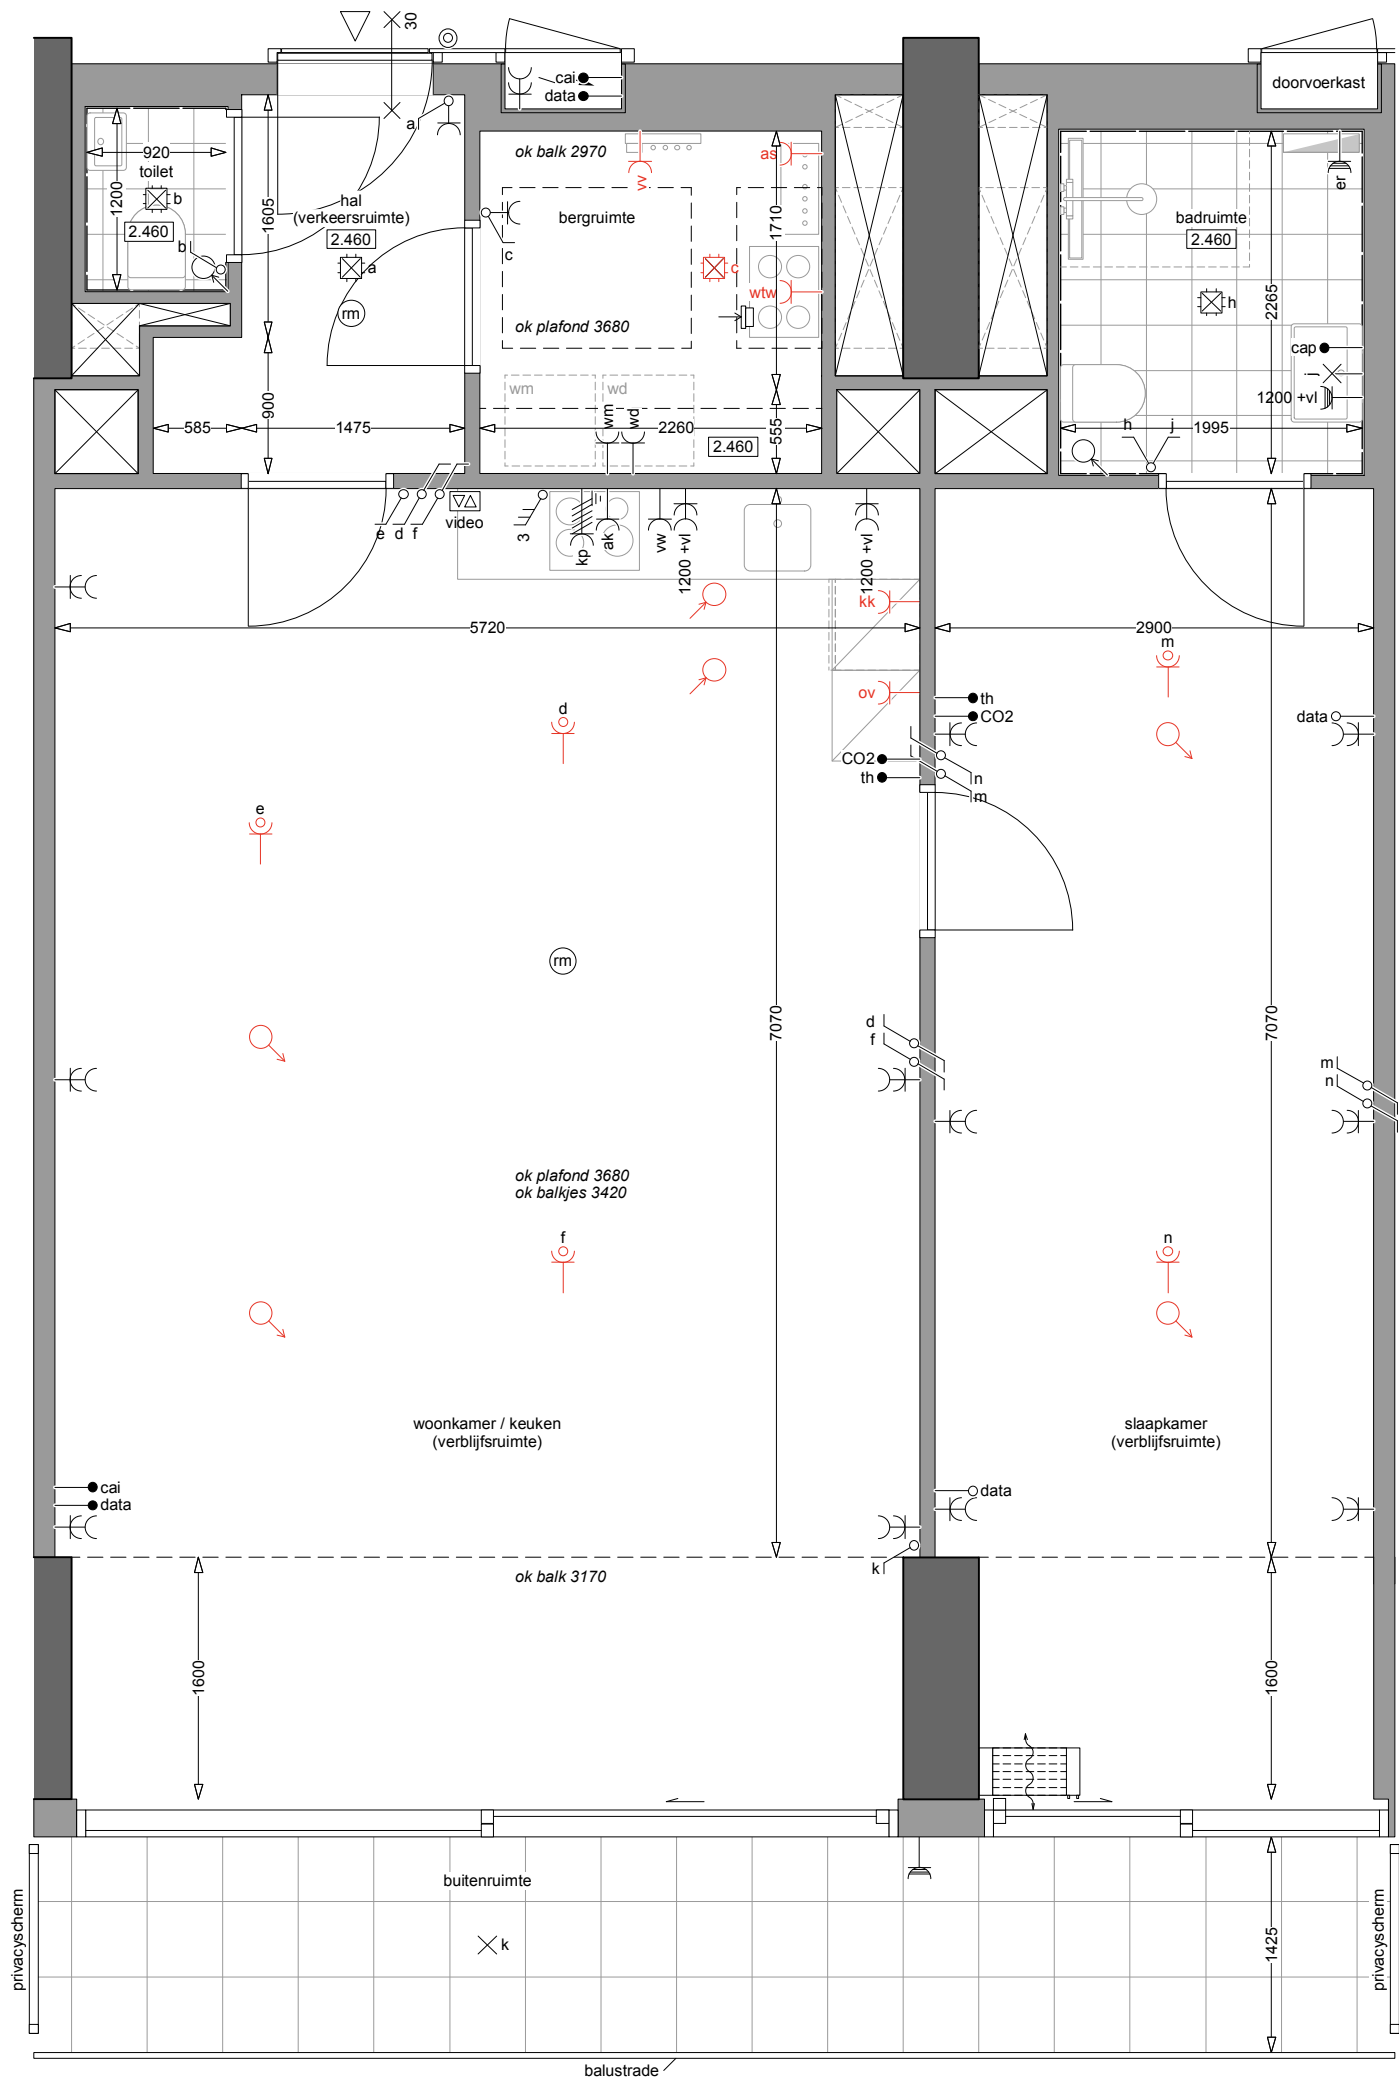 30
cai
data
doorvoerkast
a
920
toilet
1200
b
2.460
b
1605
hal
(verkeersruimte)
2.460
a
rm
ok balk 2970
vv
as
bergruimte
1710
c
c
wtw
ok plafond 3680
er
badruimte
2.460
h
2265
cap
j
1200 +vl
h
j
1995
900
585
1475
wm
wd
wm
wd
2260
2.460
555
e
d
f
video
3
kp
ak
vw
1200 +vl
1200 +vl
kk
5720
2900
m
ov
th
CO2
data
d
CO2
th
n
m
e
rm
7070
7070
d
f
m
n
ok plafond 3680
ok balkjes 3420
f
n
woonkamer / keuken
(verblijfsruimte)
slaapkamer
(verblijfsruimte)
cai
data
data
k
ok balk 3170
1600
1600
buitenruimte
k
privacyscherm
privacyscherm
1425
balustrade